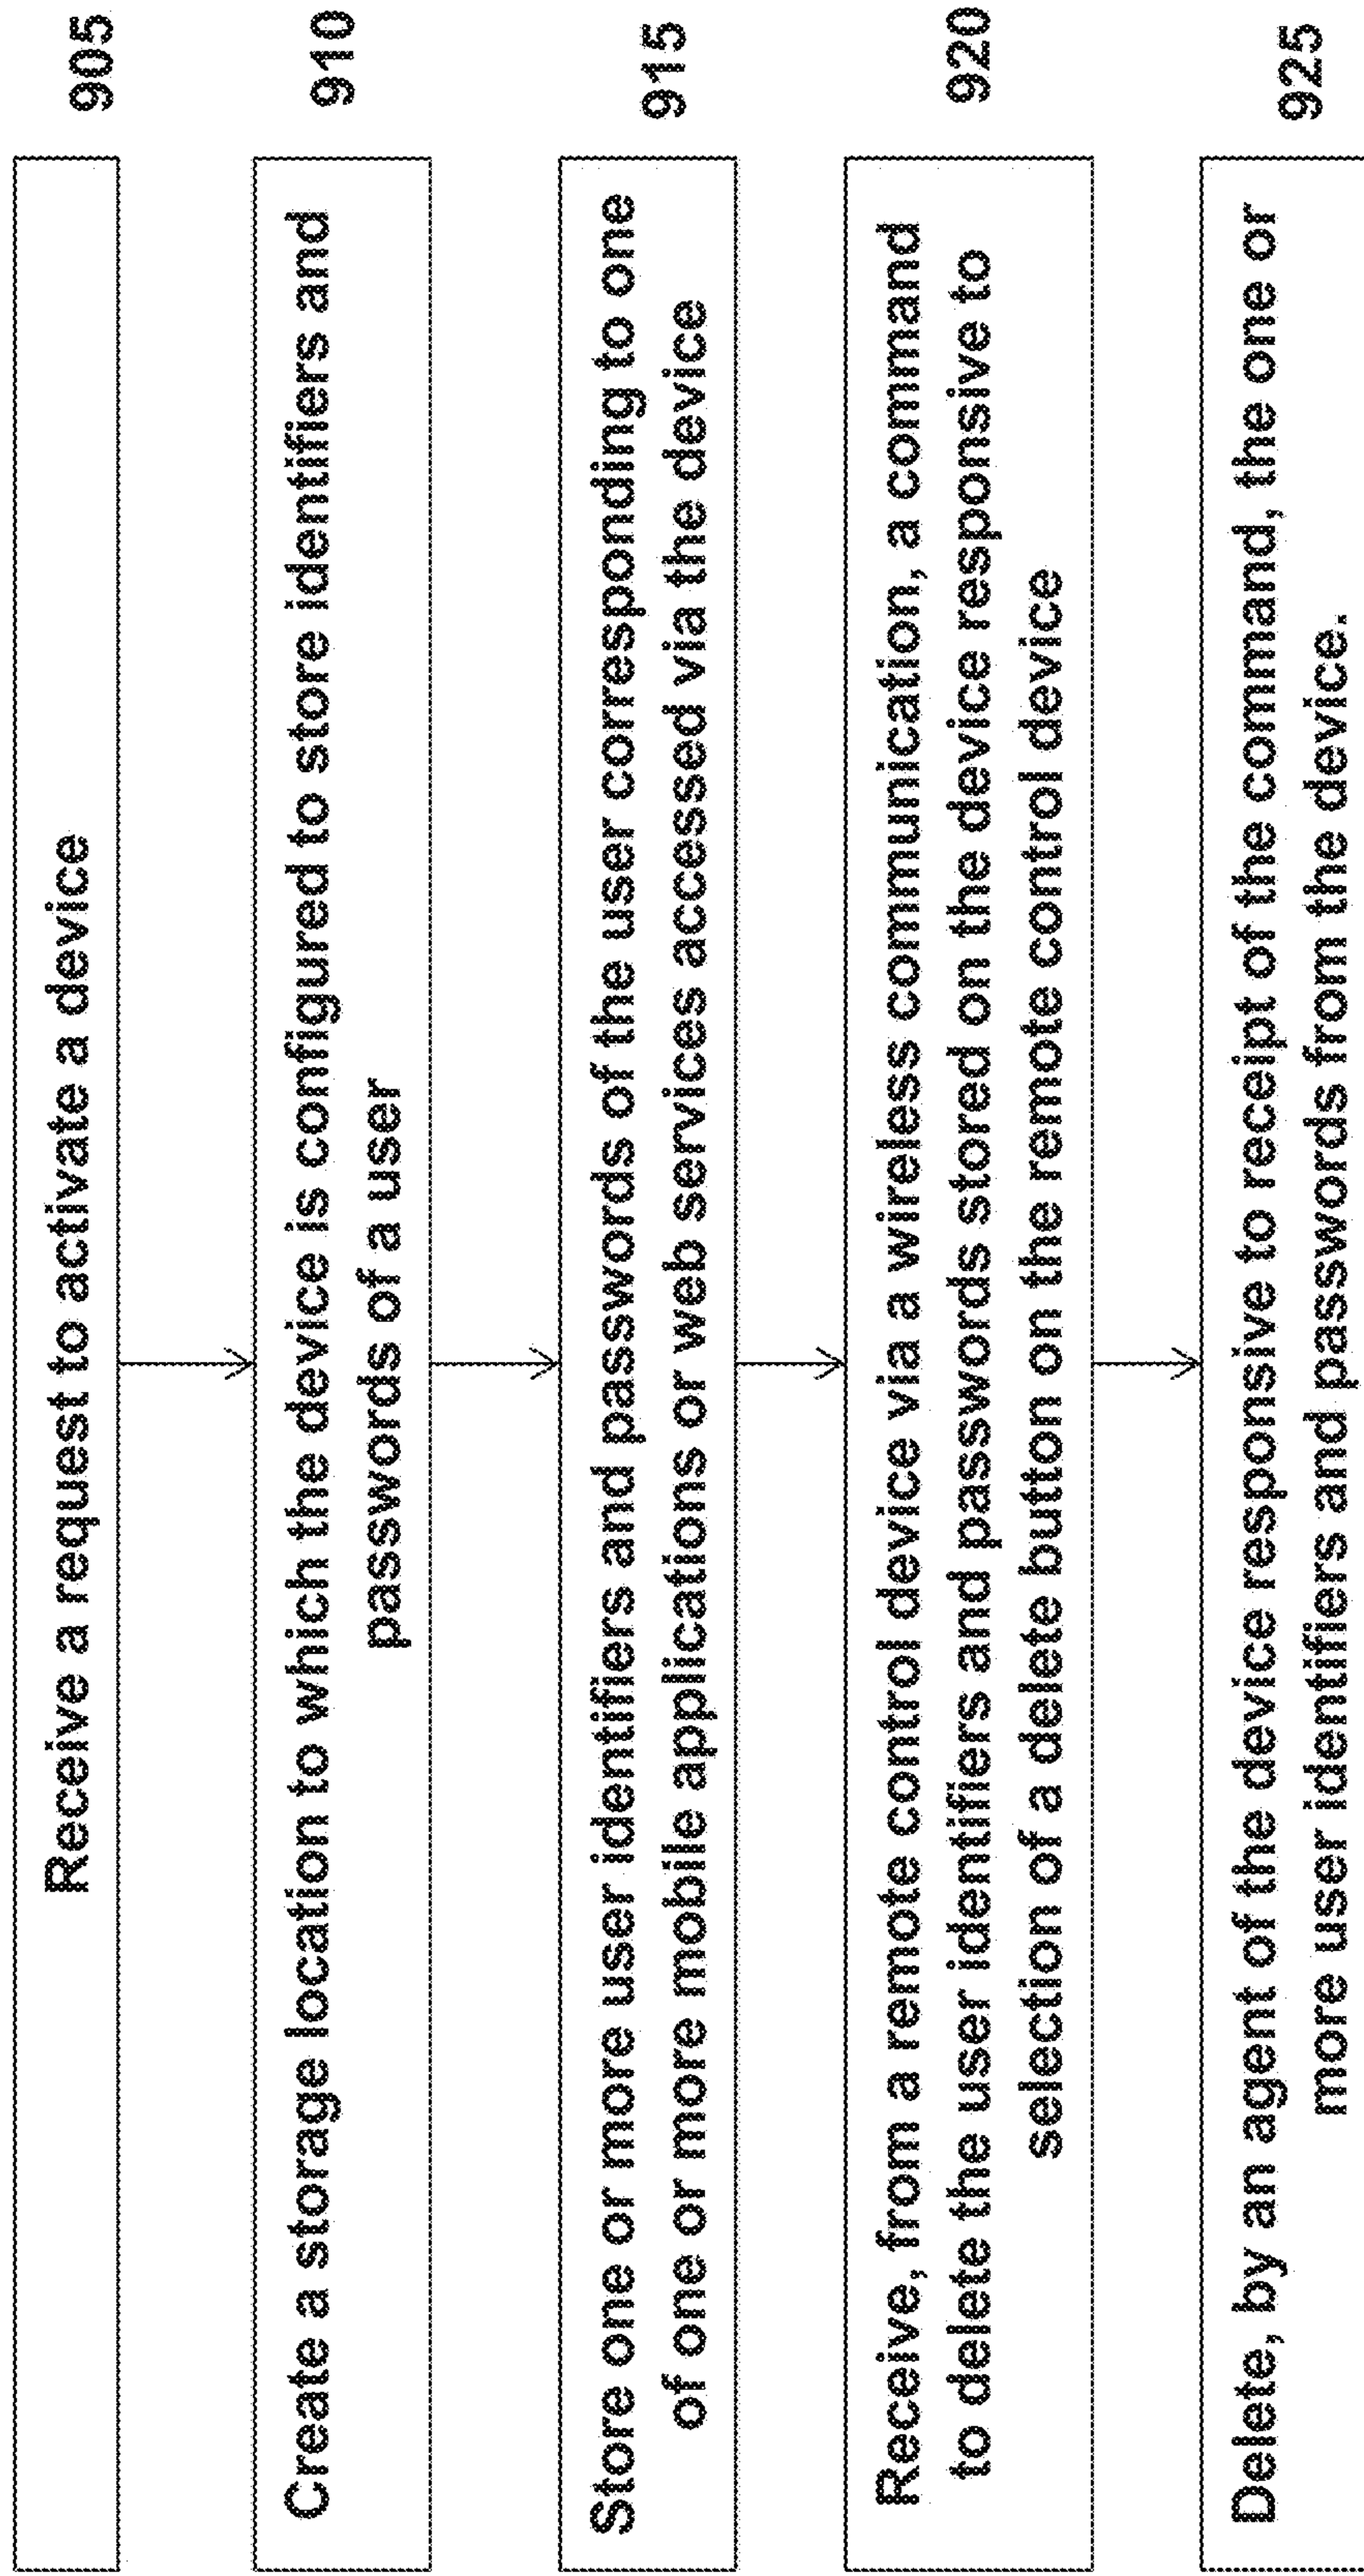 Receive a request to activate a device
905
Create a storage location to which the device is configured to store identifiers and
passwords of a user
910
Store one or more user identifiers and passwords of the user corresponding to one
of one or more mobile applications or web services accessed via the device
915
Receive, from a remote control device via a wireless communication, a command
to delete the user identifiers and passwords stored on the device responsive to
selection of a delete button on the remote control device
920
Delete, by an agent of the device responsive to receipt of the command, the one or
more user identifiers and passwords from the device.
925